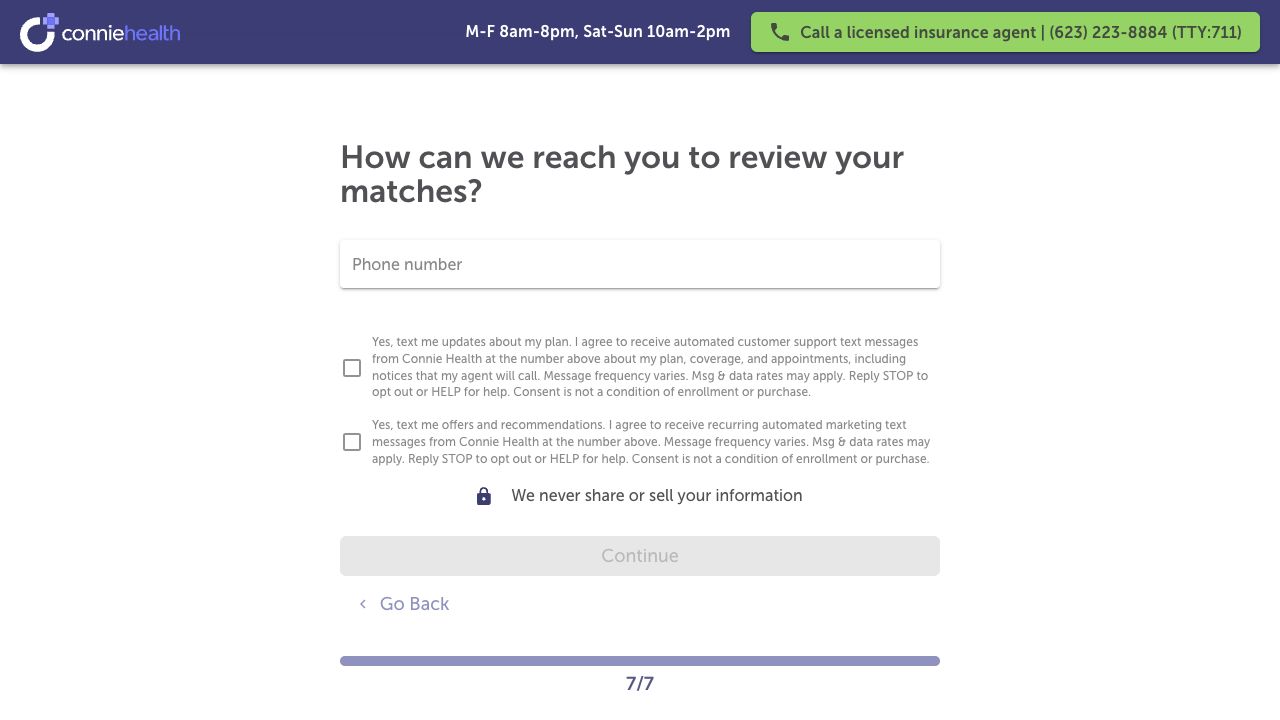 conniehealth
M-F 8am-8pm, Sat-Sun 10am-2pm
Call a licensed insurance agent | (623) 223-8884 (TTY:711)
How can we reach you to review your
matches?
Phone number
Yes, text me updates about my plan. I agree to receive automated customer support text messages
from Connie Health at the number above about my plan, coverage, and appointments, including
notices that my agent will call. Message frequency varies. Msg & data rates may apply. Reply STOP to
opt out or HELP for help. Consent is not a condition of enrollment or purchase.
Yes, text me offers and recommendations. I agree to receive recurring automated marketing text
messages from Connie Health at the number above. Message frequency varies. Msg & data rates may
apply. Reply STOP to opt out or HELP for help. Consent is not a condition of enrollment or purchase.
We never share or sell your information
Continue
Go Back
7/7